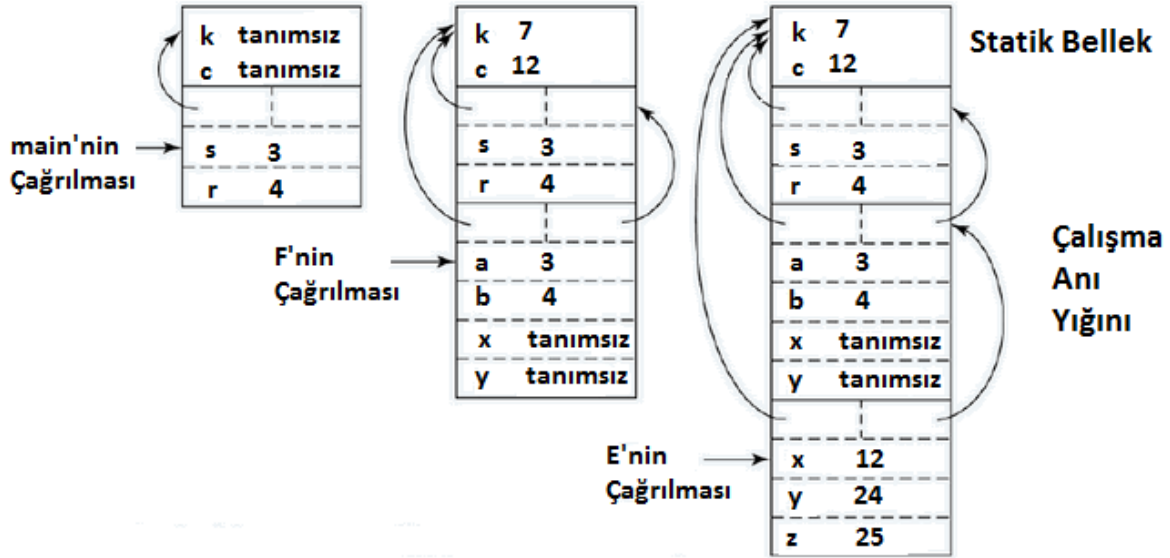 k tanımsız
c tanımsız
main'nin
Çağrılması
s 3
r 4
k 7
c 12
s 3
r 4
F'nin
Çağrılması
a 3
b 4
x tanımsız
y tanımsız
k 7
c 12
s 3
r 4
a 3
b 4
x tanımsız
y tanımsız
E'nin
Çağrılması
x 12
y 24
z 25
Statik Bellek
Çalışma
Anı
Yığını